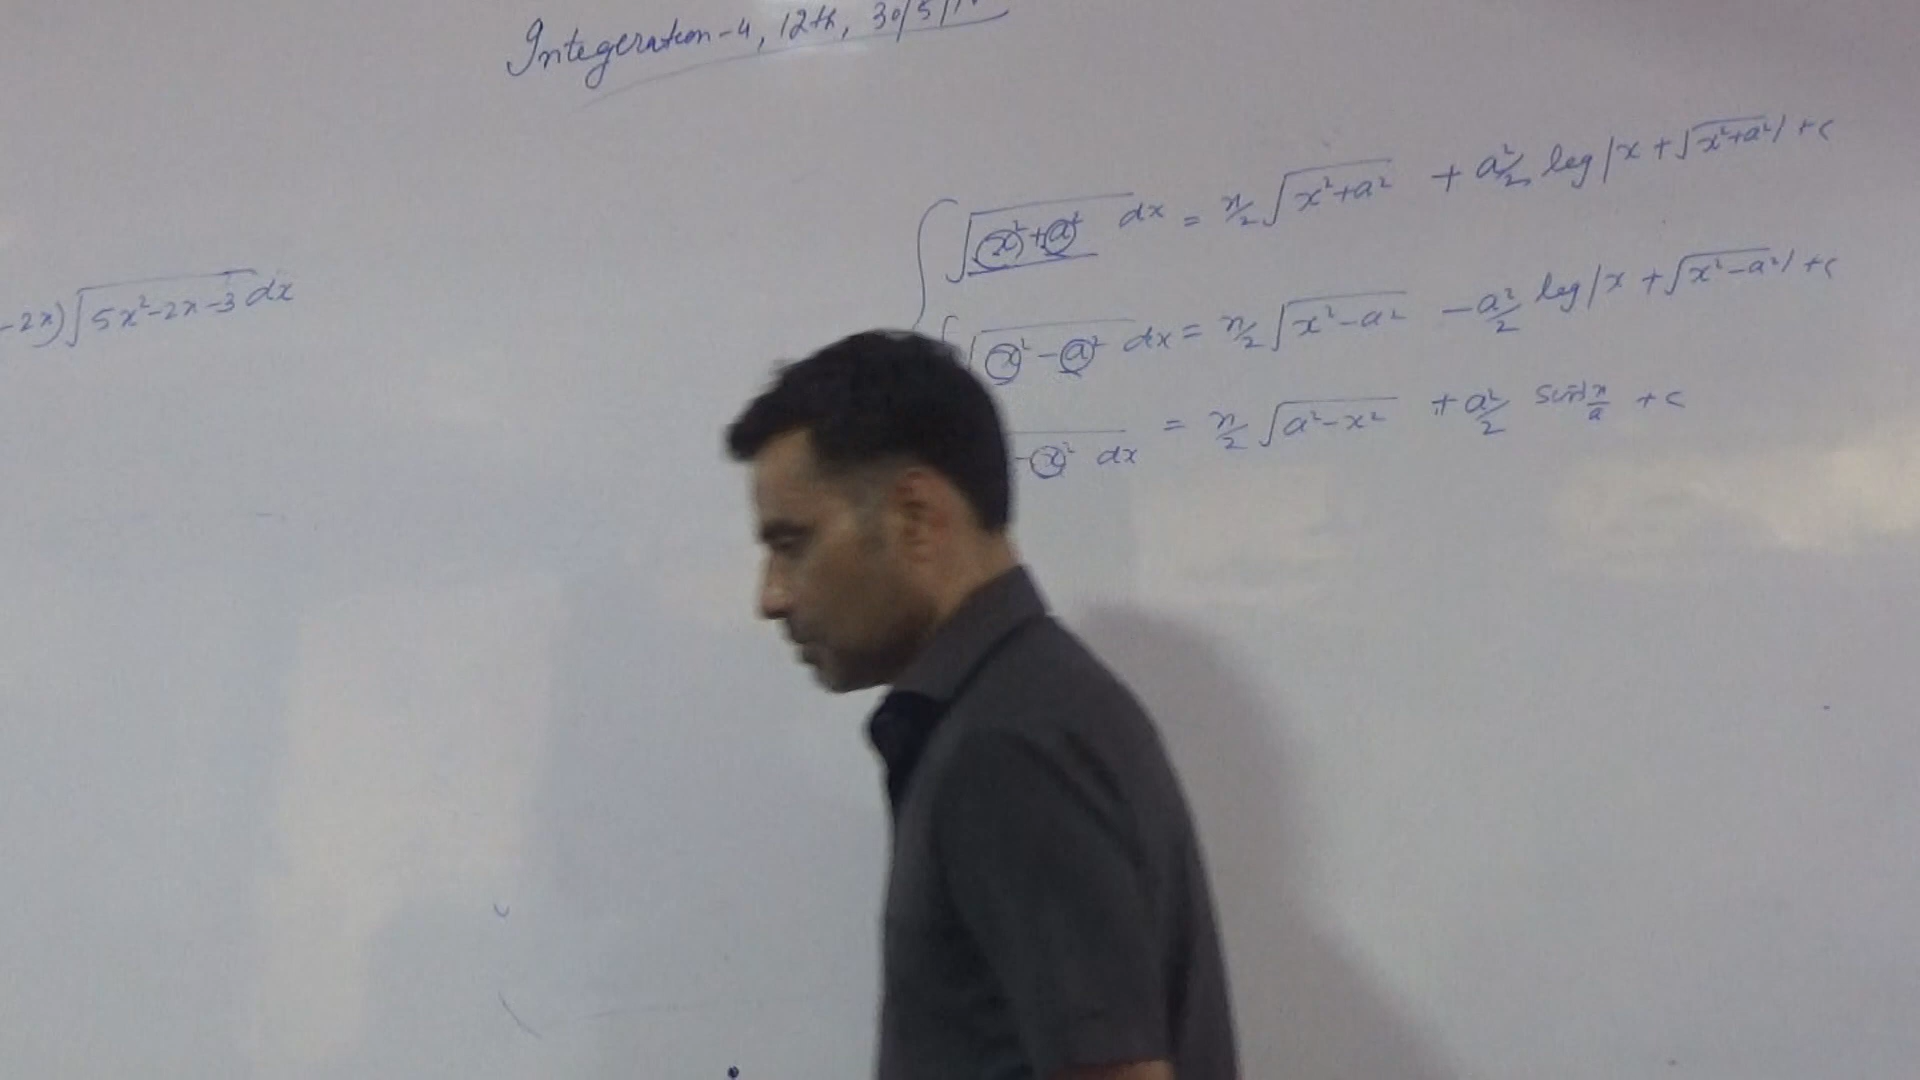 Integeration-4, 12th, 30/5/1
∫√(x²+a²) dx = x/2 √(x²+a²) + a²/2 log|x + √(x²+a²)| + c
-2x)√(5x²-2x-3) dx
∫√(x²-a²) dx = x/2 √(x²-a²) - a²/2 log|x + √(x²-a²)| + c
-x² dx = x/2 √(a²-x²) + a²/2 sin⁻¹ x/a + c